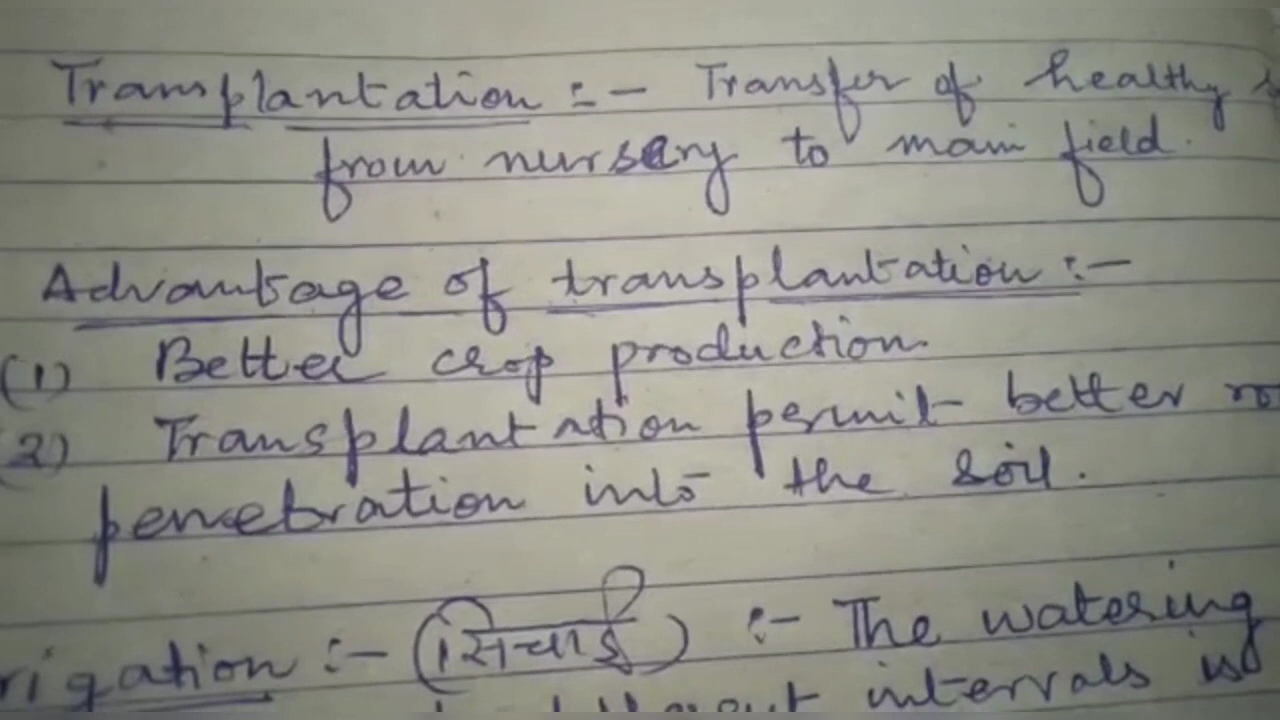 Transplantation :- Transfer of healthy
from nursery to main field.
Advantage of transplantation :-
(1) Better crop production.
(2) Transplantation permit better
penetration into the soil.
rigation :- (सिचाई) :- The watering
intervals is